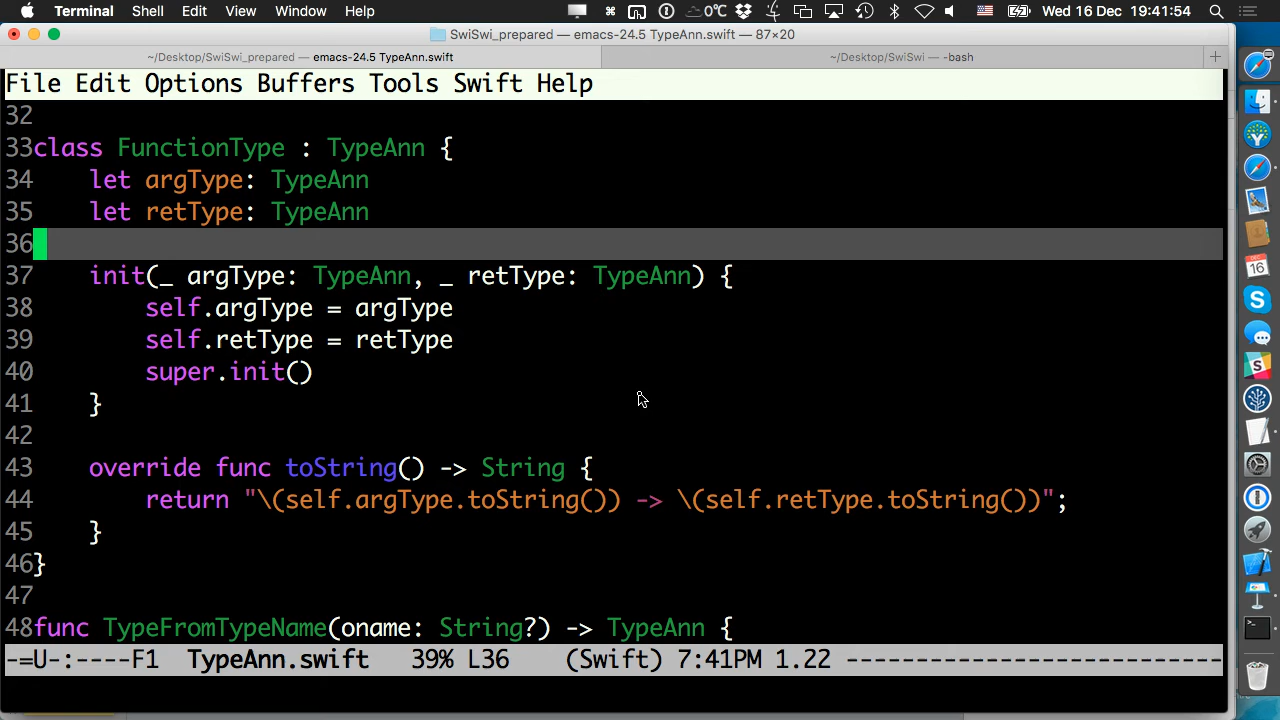 Terminal Shell Edit View Window Help 0°C Wed 16 Dec 19:41:54
SwiSwi_prepared — emacs-24.5 TypeAnn.swift — 87×20
~/Desktop/SwiSwi_prepared — emacs-24.5 TypeAnn.swift ~/Desktop/SwiSwi — -bash
File Edit Options Buffers Tools Swift Help
32
33class FunctionType : TypeAnn {
34    let argType: TypeAnn
35    let retType: TypeAnn
36
37    init(_ argType: TypeAnn, _ retType: TypeAnn) {
38        self.argType = argType
39        self.retType = retType
40        super.init()
41    }
42
43    override func toString() -> String {
44        return "\(self.argType.toString()) -> \(self.retType.toString())";
45    }
46}
47
48func TypeFromTypeName(oname: String?) -> TypeAnn {
-=U-:----F1  TypeAnn.swift   39% L36    (Swift) 7:41PM 1.22 ---------------------------